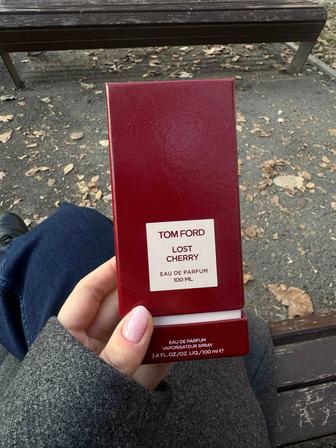 TOM FORD
LOST
CHERRY
EAU DE PARFUM
100 ML
EAU DE PARFUM
VAPORISATEUR SPRAY
3.4 FL.OZ./OZ. LIQ./100 ml ℮